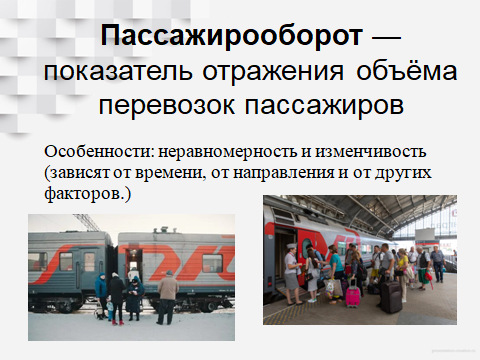 Пассажирооборот —
показатель отражения объёма
перевозок пассажиров
Особенности: неравномерность и изменчивость
(зависят от времени, от направления и от других
факторов.)